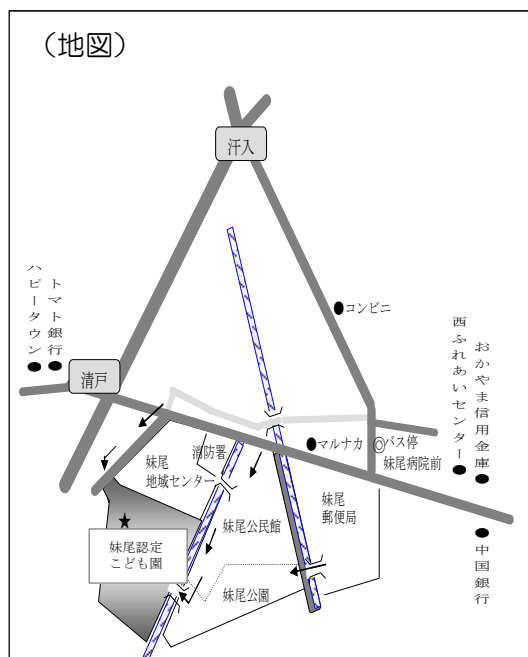 （地図）
汗入
コンビニ
ハピータウン
トマト銀行
清戸
西ふれあいセンター
おかやま信用金庫
消防署
マルナカ
バス停
妹尾病院前
妹尾
地域センター
妹尾
郵便局
妹尾公民館
妹尾認定
こども園
妹尾公園
中国銀行